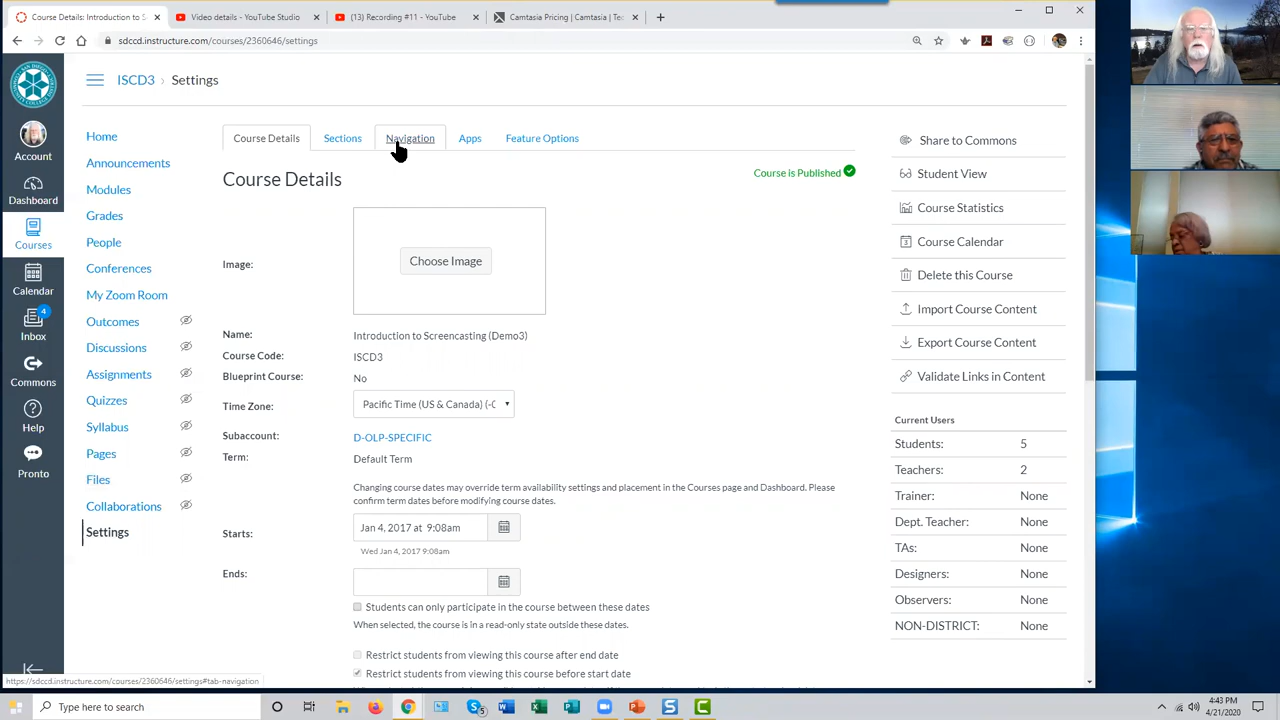 Course Details: Introduction to S
Video details - YouTube Studio
(13) Recording #11 - YouTube
Camtasia Pricing | Camtasia | Tec
sdccd.instructure.com/courses/2360646/settings
ISCD3 › Settings
Account
Dashboard
Courses
Calendar
4
Inbox
Commons
Help
Pronto
Home
Announcements
Modules
Grades
People
Conferences
My Zoom Room
Outcomes
Discussions
Assignments
Quizzes
Syllabus
Pages
Files
Collaborations
Settings
Course Details
Sections
Navigation
Apps
Feature Options
Course Details
Course is Published
Image:
Choose Image
Name: Introduction to Screencasting (Demo3)
Course Code: ISCD3
Blueprint Course: No
Time Zone: Pacific Time (US & Canada) (-0
Subaccount: D-OLP-SPECIFIC
Term: Default Term
Changing course dates may override term availability settings and placement in the Courses page and Dashboard. Please
confirm term dates before modifying course dates.
Starts: Jan 4, 2017 at 9:08am
Wed Jan 4, 2017 9:08am
Ends:
Students can only participate in the course between these dates
When selected, the course is in a read-only state outside these dates.
Restrict students from viewing this course after end date
Restrict students from viewing this course before start date
Share to Commons
Student View
Course Statistics
3
Course Calendar
Delete this Course
Import Course Content
Export Course Content
Validate Links in Content
Current Users
Students: 5
Teachers: 2
Trainer: None
Dept. Teacher: None
TAs: None
Designers: None
Observers: None
NON-DISTRICT: None
https://sdccd.instructure.com/courses/2360646/settings#tab-navigation
Type here to search
4:43 PM
4/21/2020